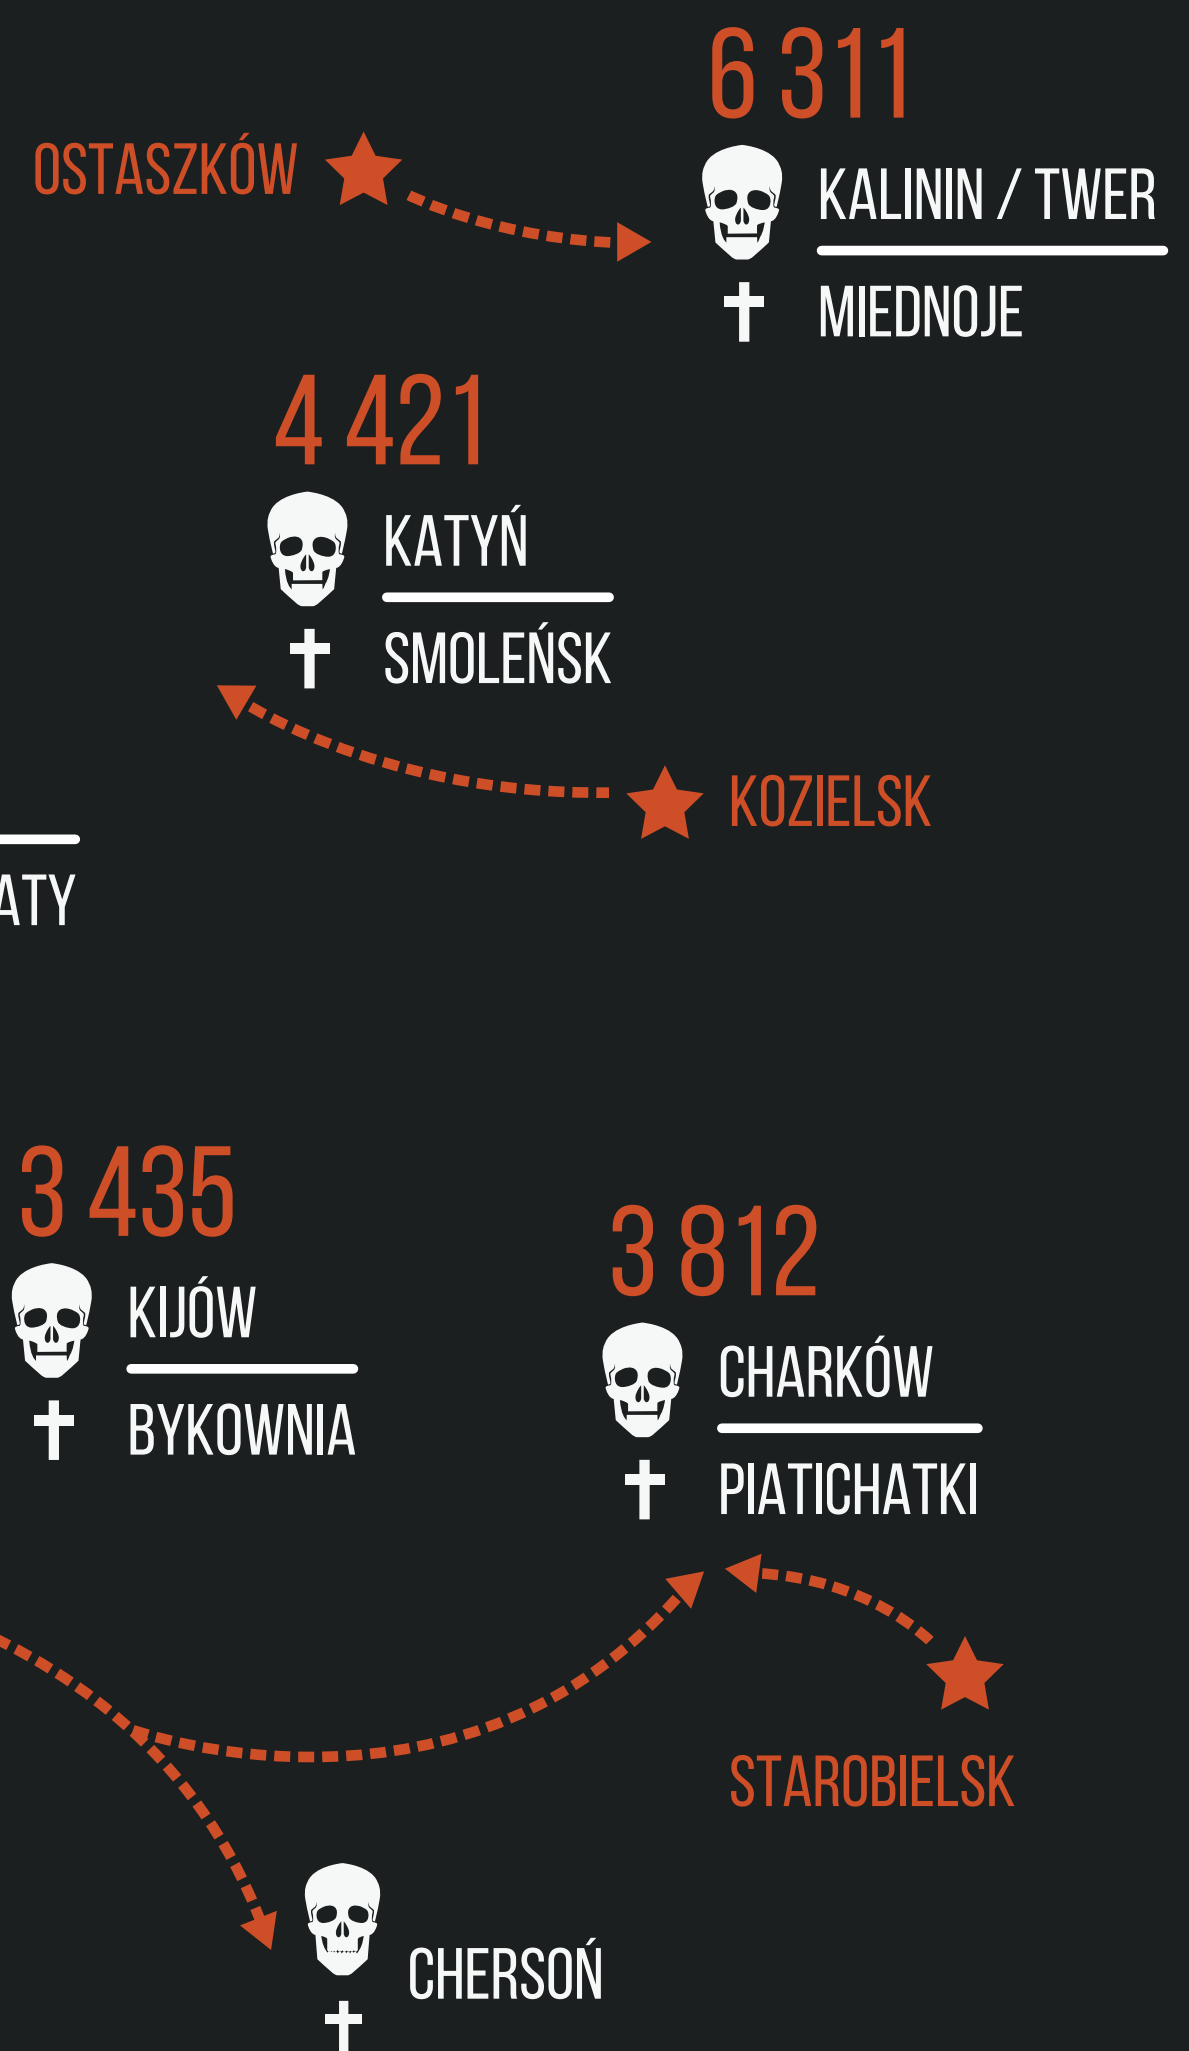 6 311
OSTASZKÓW
KALININ / TWER
MIEDNOJE
4 421
KATYŃ
SMOLEŃSK
KOZIELSK
ATY
3 435
KIJÓW
BYKOWNIA
3 812
CHARKÓW
PIATICHATKI
STAROBIELSK
CHERSOŃ